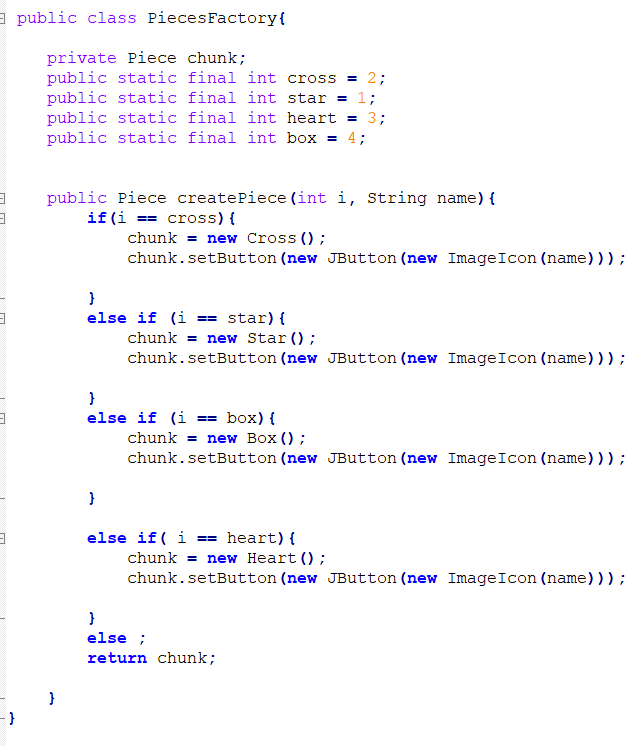 public class PiecesFactory{
private Piece chunk;
public static final int cross = 2;
public static final int star = 1;
public static final int heart = 3;
public static final int box = 4;
public Piece createPiece(int i, String name){
if(i == cross){
chunk = new Cross();
chunk.setButton(new JButton(new ImageIcon(name)));
}
else if (i == star){
chunk = new Star();
chunk.setButton(new JButton(new ImageIcon(name)));
}
else if (i == box){
chunk = new Box();
chunk.setButton(new JButton(new ImageIcon(name)));
}
else if( i == heart){
chunk = new Heart();
chunk.setButton(new JButton(new ImageIcon(name)));
}
else ;
return chunk;
}
}